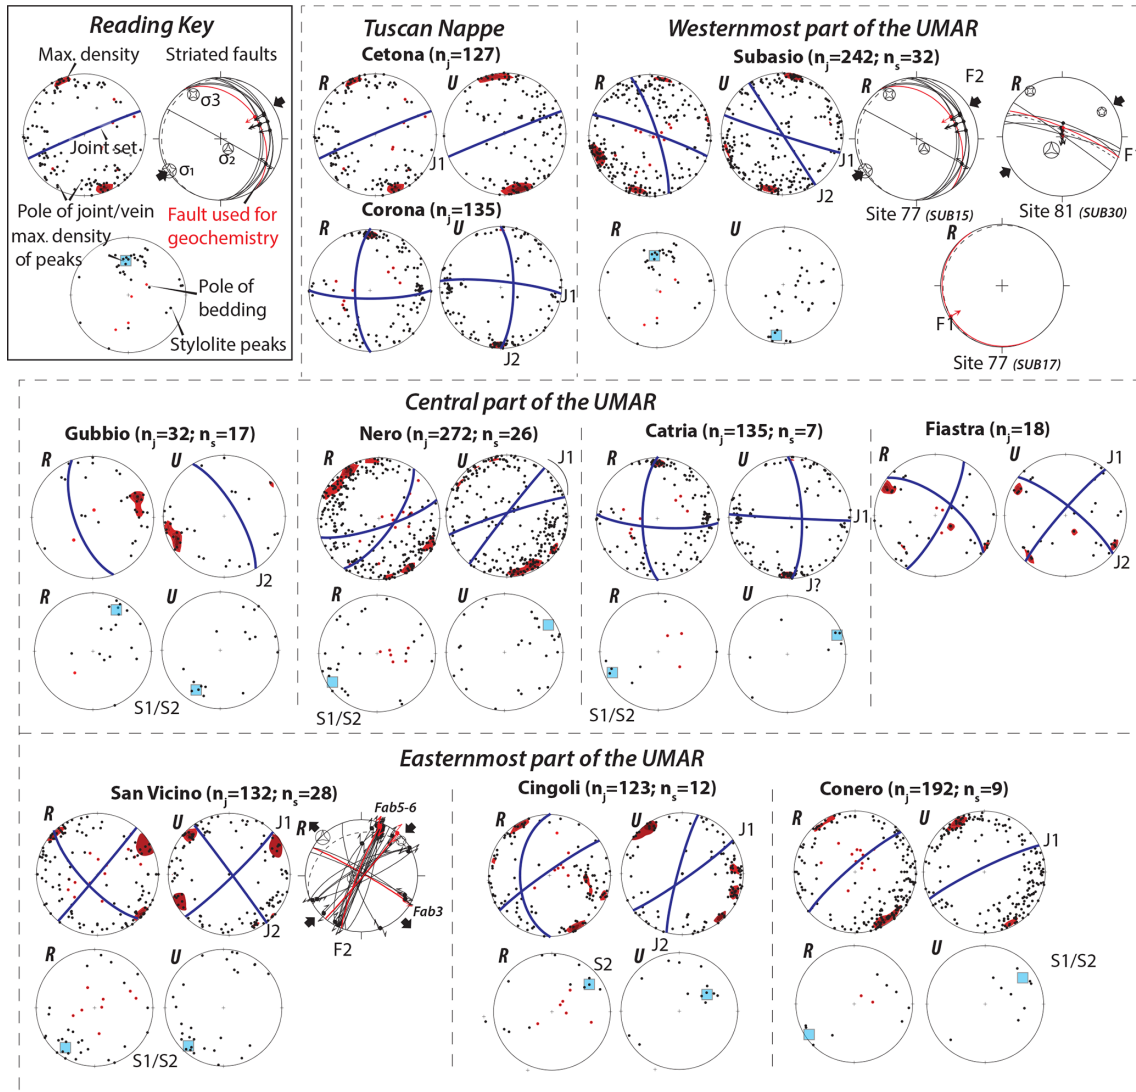 Reading Key
Max. density
Striated faults
σ3
F2
σ2
σ1
Joint set
Pole of joint/vein
max. density
of peaks
Fault used for
geochemistry
Pole of
bedding
Stylolite peaks
Tuscan Nappe
Cetona (nj=127)
R
U
J1
Corona (nj=135)
R
U
J1
J2
Westernmost part of the UMAR
Subasio (nj=242; ns=32)
R
U
R
F2
R
J1
J2
F1
Site 77 (SUB15)
Site 81 (SUB30)
R
U
R
F1
Site 77 (SUB17)
Central part of the UMAR
Gubbio (nj=32; ns=17)
R
U
J2
R
U
S1/S2
Nero (nj=272; ns=26)
R
U
J1
R
U
S1/S2
Catria (nj=135; ns=7)
R
U
J1
J?
R
U
S1/S2
Fiastra (nj=18)
R
U
J1
J2
Easternmost part of the UMAR
San Vicino (nj=132; ns=28)
R
U
J1
J2
R
Fab5-6
Fab3
F2
R
U
S1/S2
Cingoli (nj=123; ns=12)
R
U
J1
J2
R
S2
U
Conero (nj=192; ns=9)
R
U
J1
R
U
S1/S2